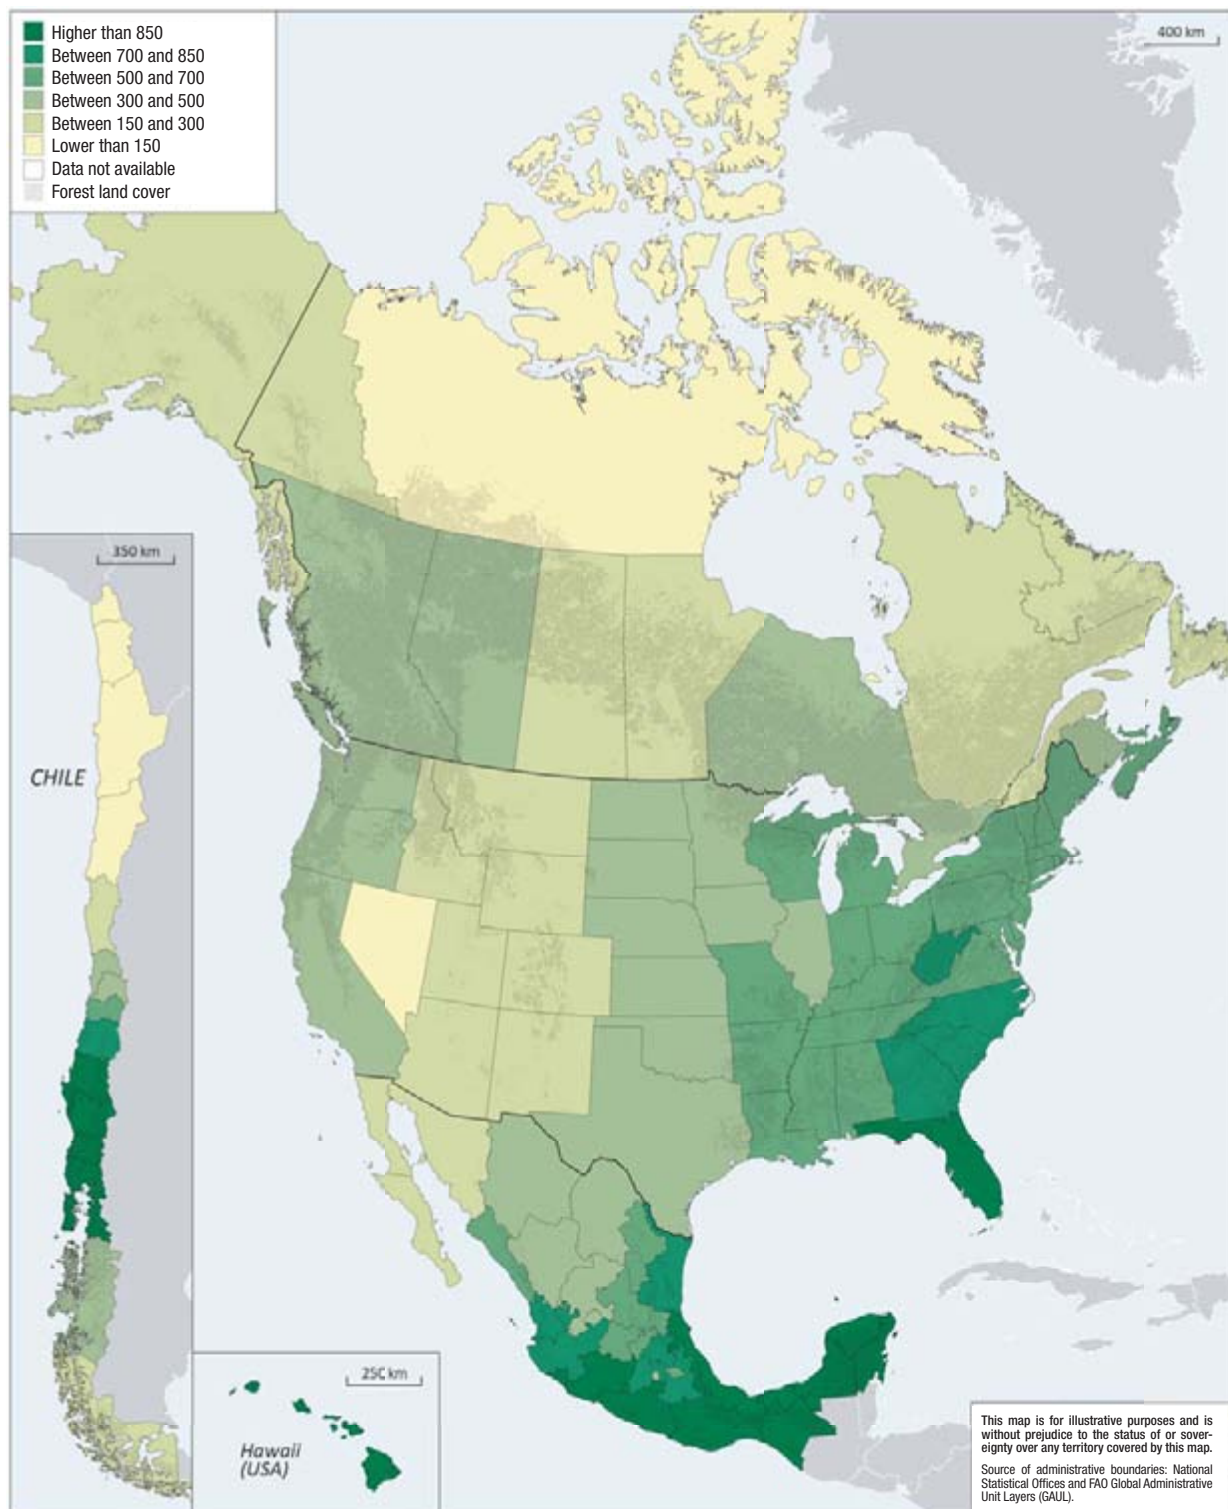 Higher than 850
Between 700 and 850
Between 500 and 700
Between 300 and 500
Between 150 and 300
Lower than 150
Data not available
Forest land cover
400 km
350 km
CHILE
250 km
Hawaii
(USA)
This map is for illustrative purposes and is
without prejudice to the status of or sover-
eignty over any territory covered by this map.
Source of administrative boundaries: National
Statistical Offices and FAO Global Administrative
Unit Layers (GAUL).